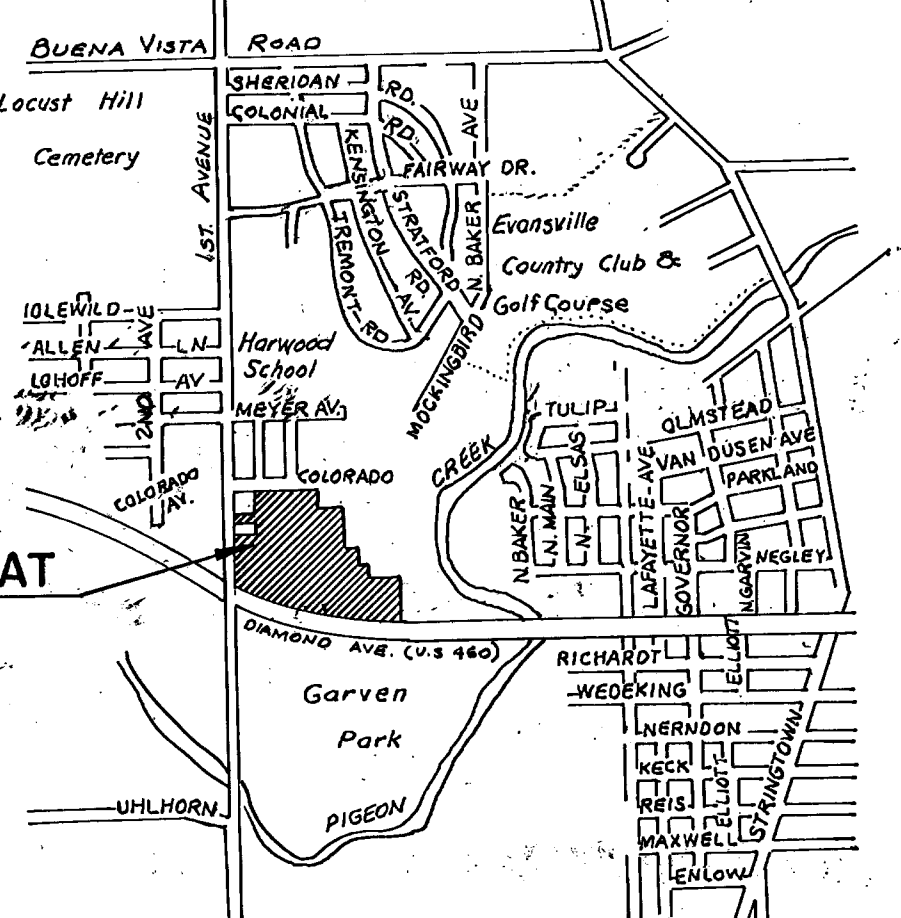 BUENA VISTA ROAD
SHERIDAN RD.
COLONIAL RD.
Locust Hill
Cemetery
1ST. AVENUE
KENSINGTON AV.
FAIRWAY DR.
STRATFORD RD.
TREMONT RD
N. BAKER AVE
Evansville
Country Club &
Golf Course
MOCKINGBIRD
IDLEWILD
ALLEN LN
LOHOFF AV
2ND AVE
Harwood
School
MEYER AV.
COLORADO
COLORADO
AV.
CREEK
TULIP
OLMSTEAD
VAN DUSEN AVE
PARKLAND
N. BAKER
N. MAIN
N. ELSAS
LAFAYETTE AVE
GOVERNOR
N. GARVIN
NEGLEY
AT
DIAMOND AVE. (U.S 460)
RICHARDT
ELLIOTT
WEDEKING
Garven
Park
NERNDON
KECK
ELLIOTT
REIS
MAXWELL
STRINGTOWN
ENLOW
UHLHORN
PIGEON